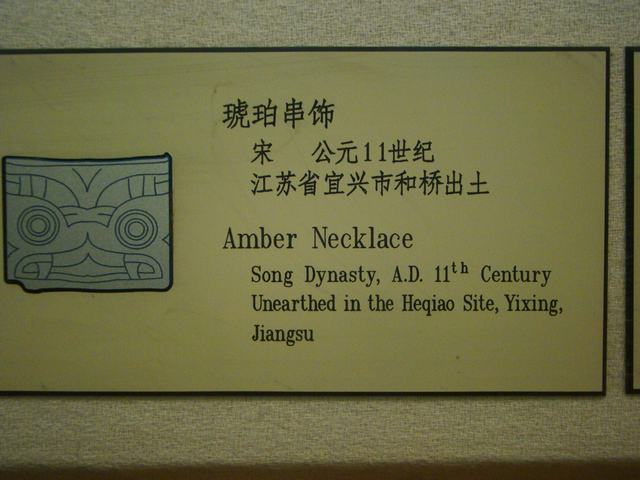 琥珀串饰
宋 公元11世纪
江苏省宜兴市和桥出土
Amber Necklace
Song Dynasty, A.D. 11th Century
Unearthed in the Heqiao Site, Yixing,
Jiangsu